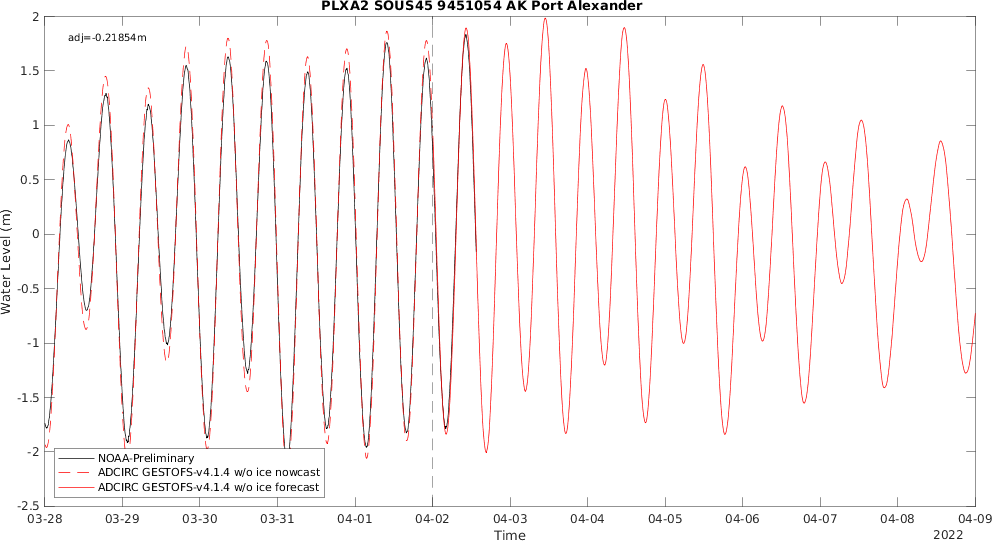 PLXA2 SOUS45 9451054 AK Port Alexander
adj=-0.21854m
Water Level (m)
2
1.5
1
0.5
0
-0.5
-1
-1.5
-2
-2.5
NOAA-Preliminary
ADCIRC GESTOFS-v4.1.4 w/o ice nowcast
ADCIRC GESTOFS-v4.1.4 w/o ice forecast
03-28 03-29 03-30 03-31 04-01 04-02 04-03 04-04 04-05 04-06 04-07 04-08 04-09
Time
2022